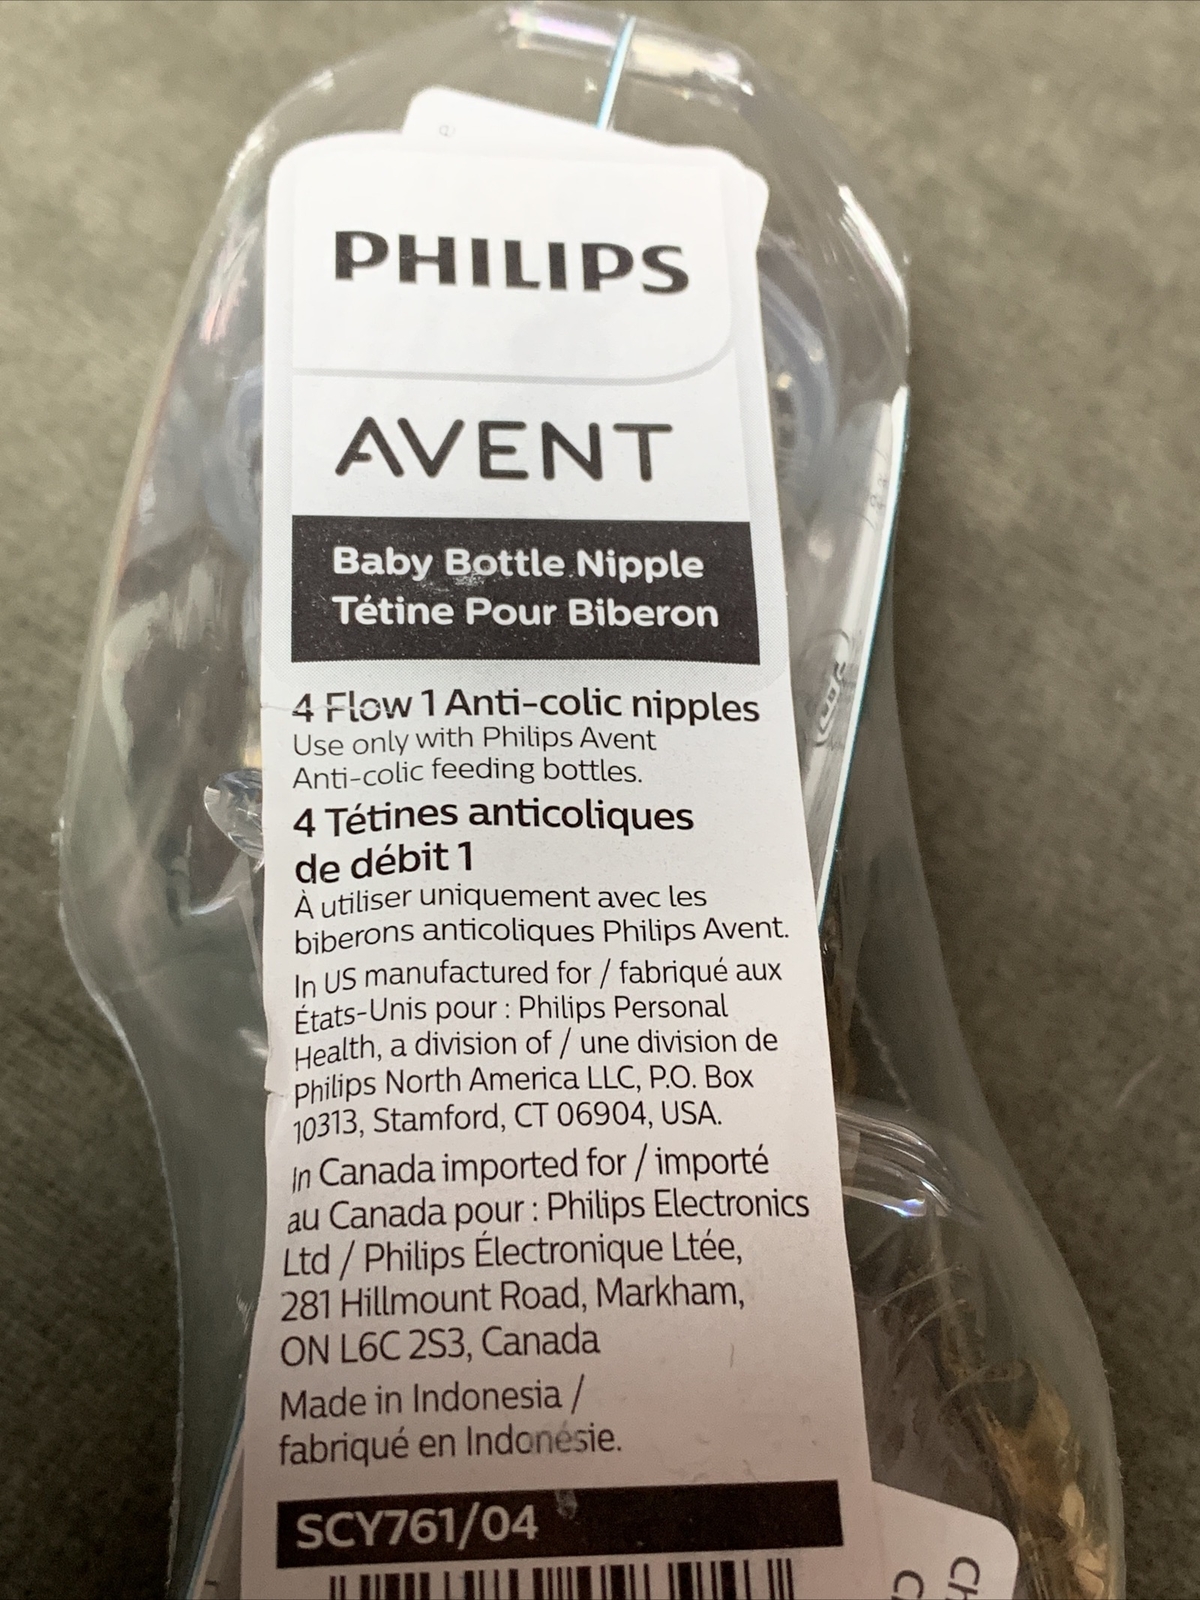 PHILIPS
AVENT
Baby Bottle Nipple
Tétine Pour Biberon
4 Flow 1 Anti-colic nipples
Use only with Philips Avent
Anti-colic feeding bottles.
4 Tétines anticoliques
de débit 1
À utiliser uniquement avec les
biberons anticoliques Philips Avent.
In US manufactured for / fabriqué aux
États-Unis pour : Philips Personal
Health, a division of / une division de
Philips North America LLC, P.O. Box
10313, Stamford, CT 06904, USA.
In Canada imported for / importé
au Canada pour : Philips Electronics
Ltd / Philips Électronique Ltée,
281 Hillmount Road, Markham,
ON L6C 2S3, Canada
Made in Indonesia /
fabriqué en Indonésie.
SCY761/04